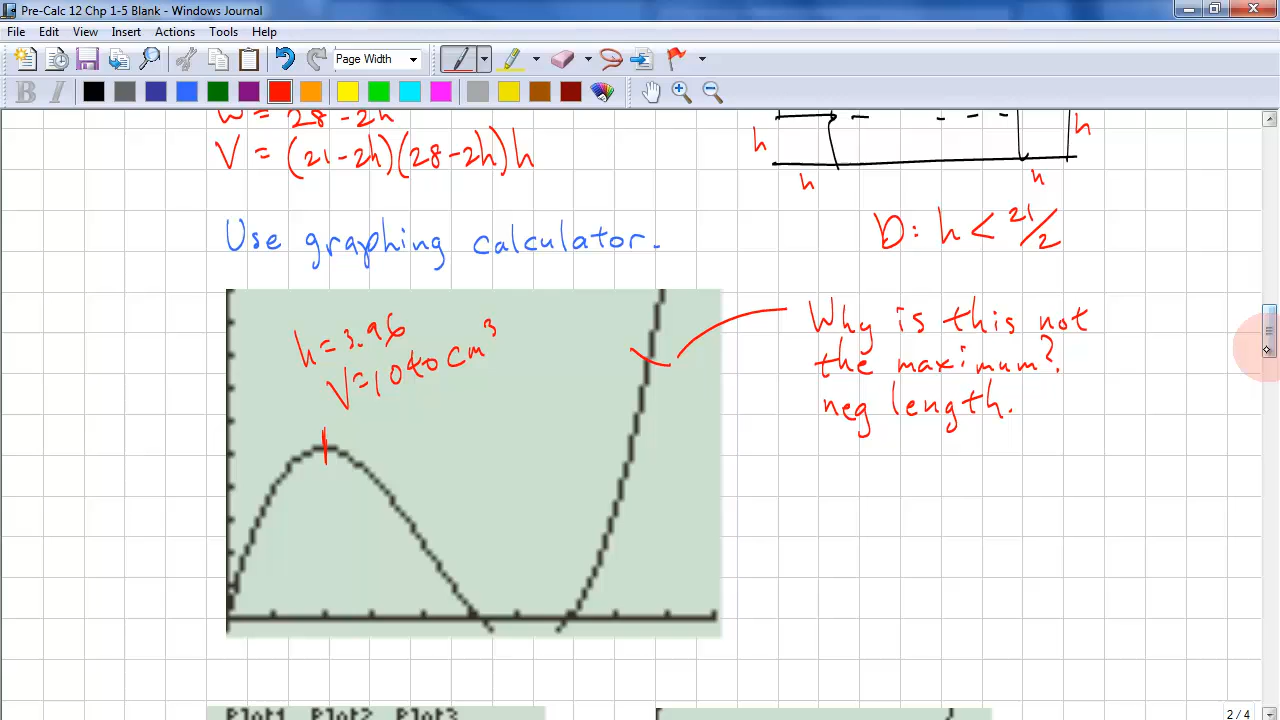 Pre-Calc 12 Chp 1-5 Blank - Windows Journal
File Edit View Insert Actions Tools Help
Page Width
B I
w = 28 - 2h
V = (21-2h)(28-2h)h
h
h
h
h
D: h < 21/2
Use graphing calculator.
h=3.96
V=1040 cm³
Why is this not
the maximum?
neg length.
Plot1 Plot2 Plot3
2 / 4